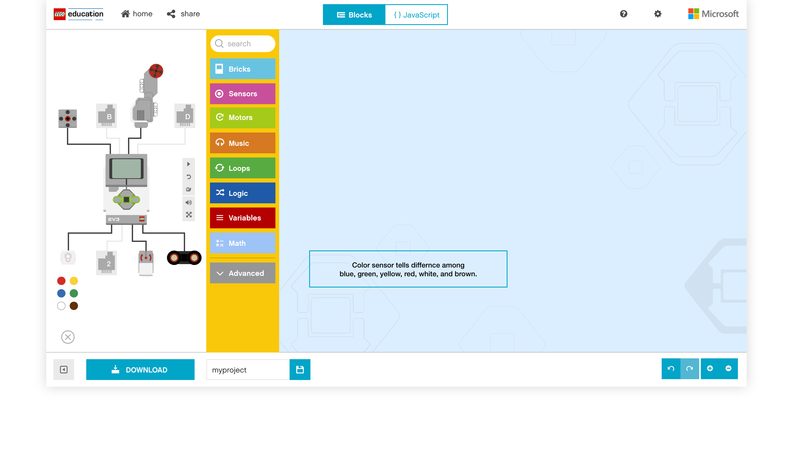 education
home
share
Blocks
{ } JavaScript
Microsoft
search
Bricks
Sensors
Motors
Music
Loops
Logic
Variables
Math
Advanced
B
D
EV3
2
Color sensor tells differnce among
blue, green, yellow, red, white, and brown.
DOWNLOAD
myproject